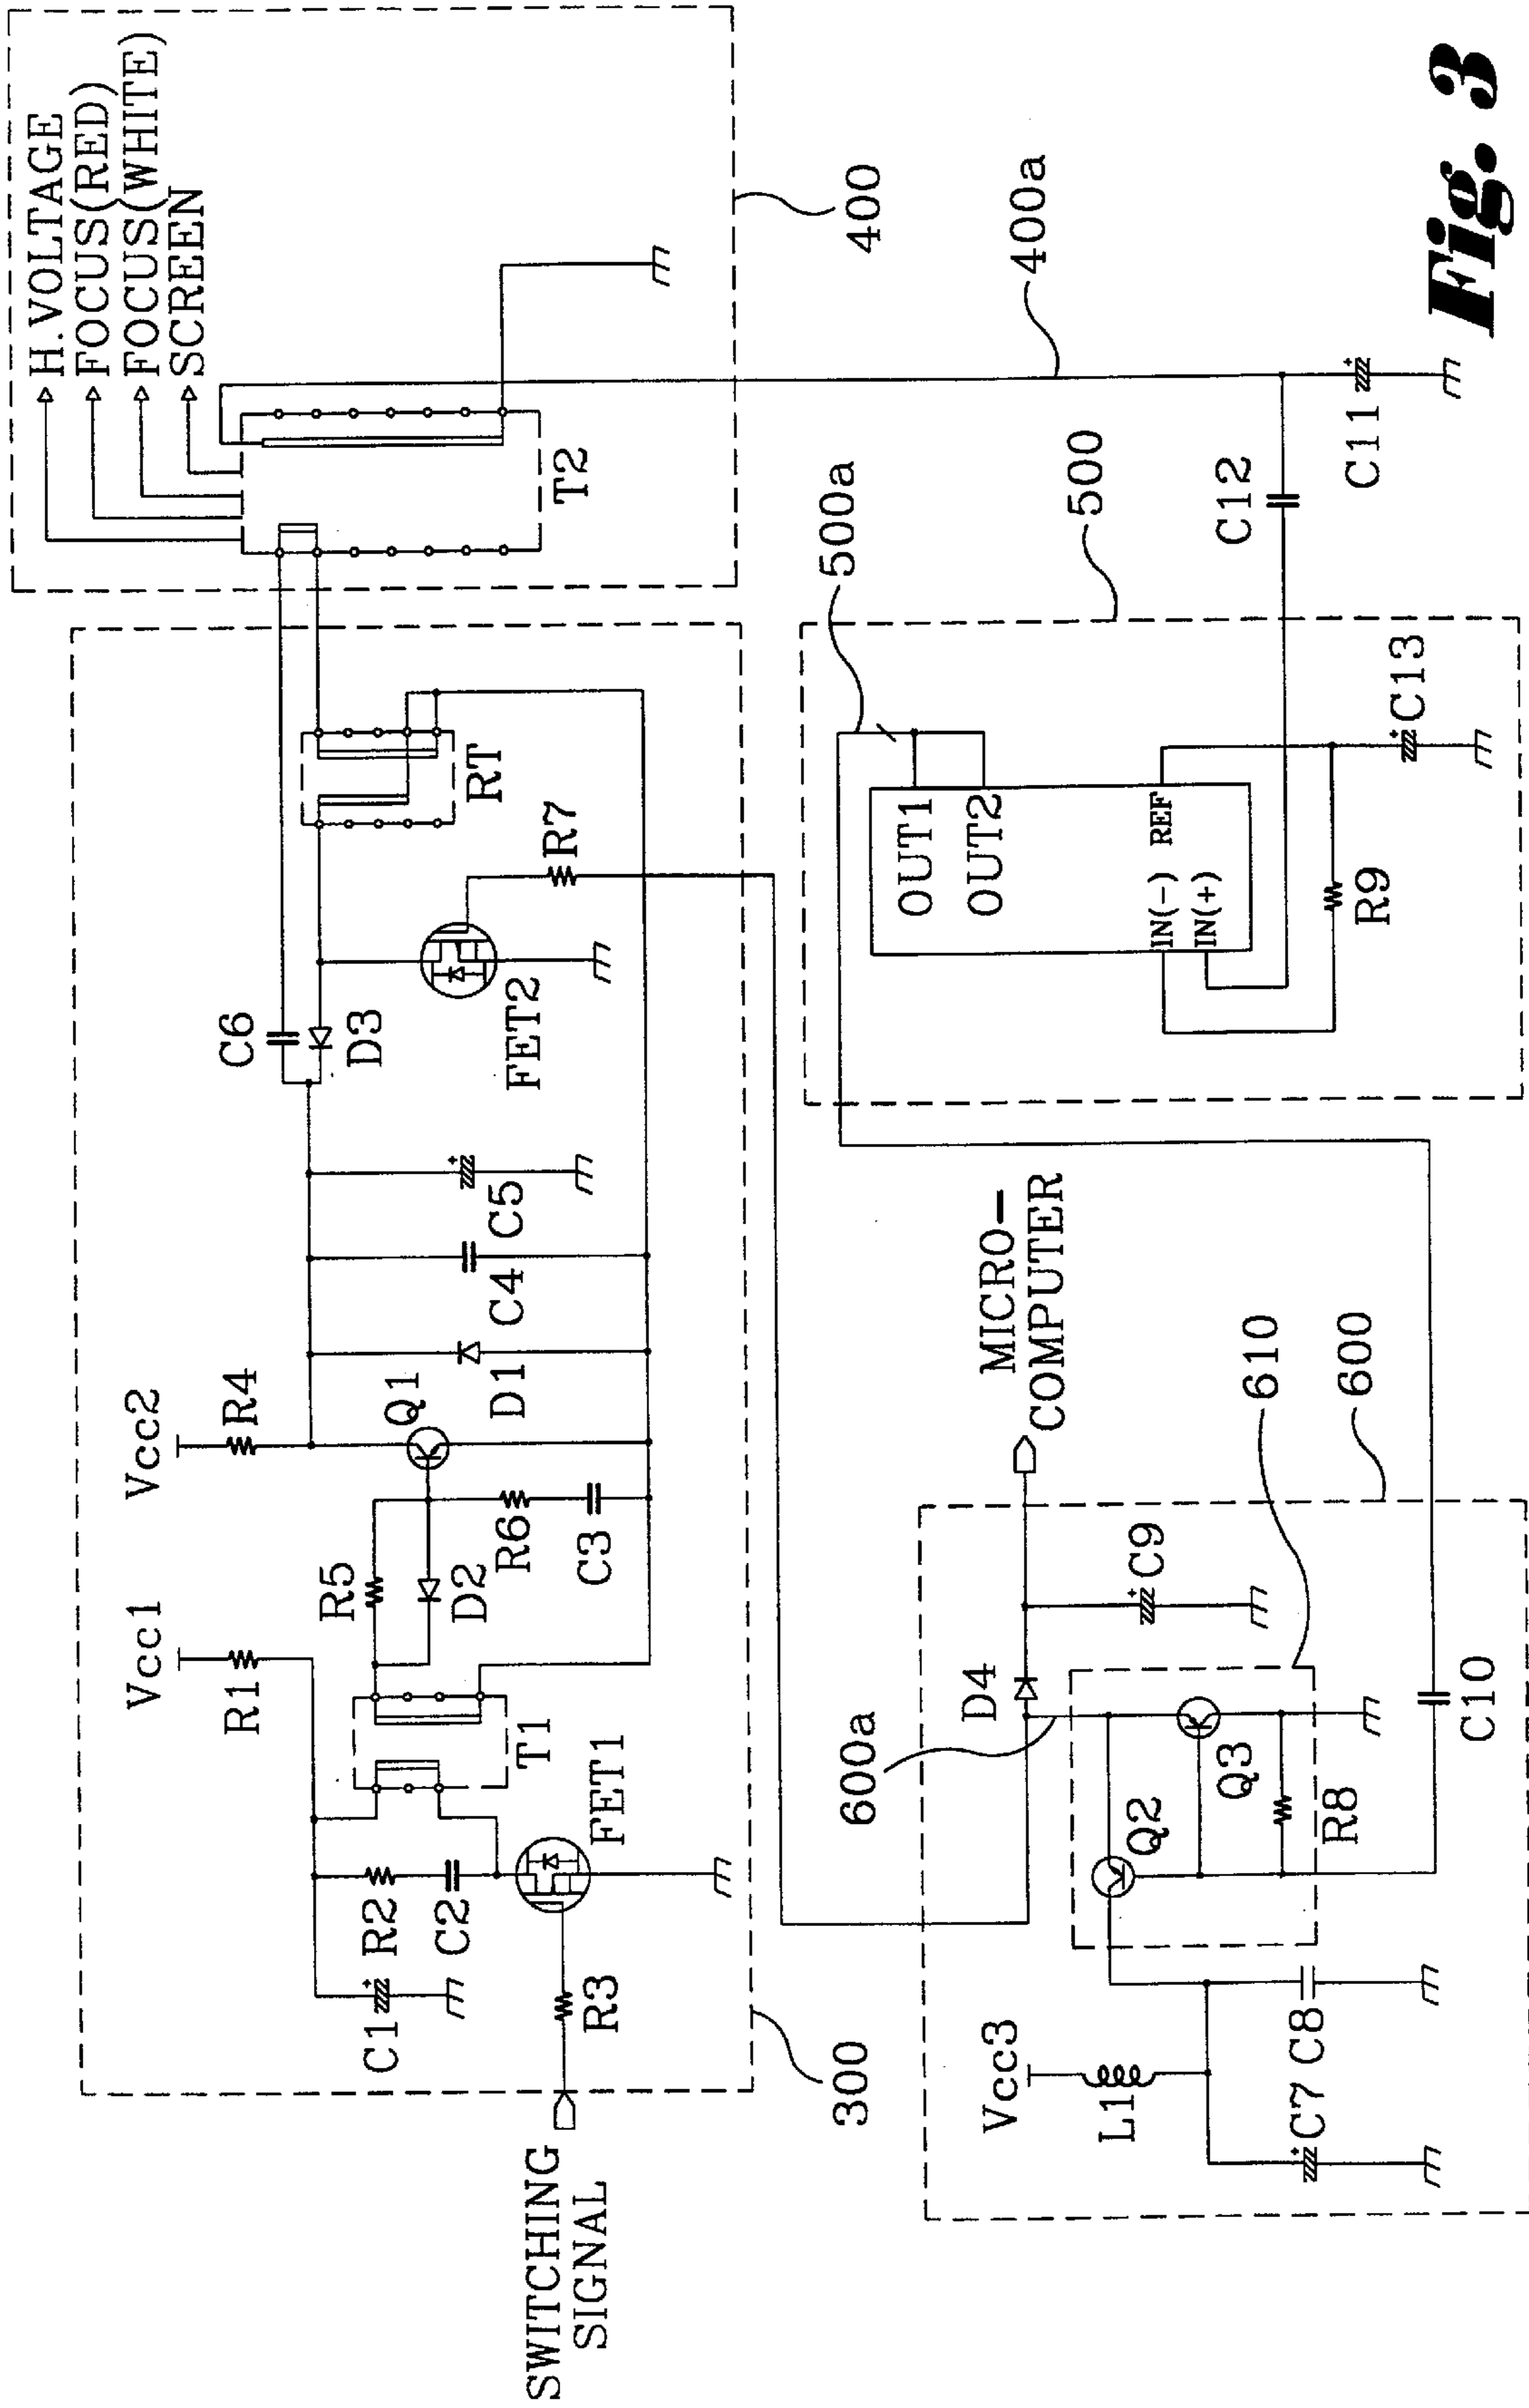 H.VOLTAGE
FOCUS(RED)
FOCUS(WHITE)
SCREEN
Vcc1
Vcc2
R1
R4
C6
D3
RT
T2
R5
Q1
D2
R6
C3
D1
C4
C5
FET2
R7
400
C1
R2
C2
T1
FET1
R3
SWITCHING
SIGNAL
300
500a
500
400a
OUT1
OUT2
IN(-)
REF
IN(+)
R9
C13
C12
C11
MICRO-
COMPUTER
Vcc3
L1
C7
C8
600a
D4
C9
Q2
Q3
R8
610
600
C10
Fig. 3